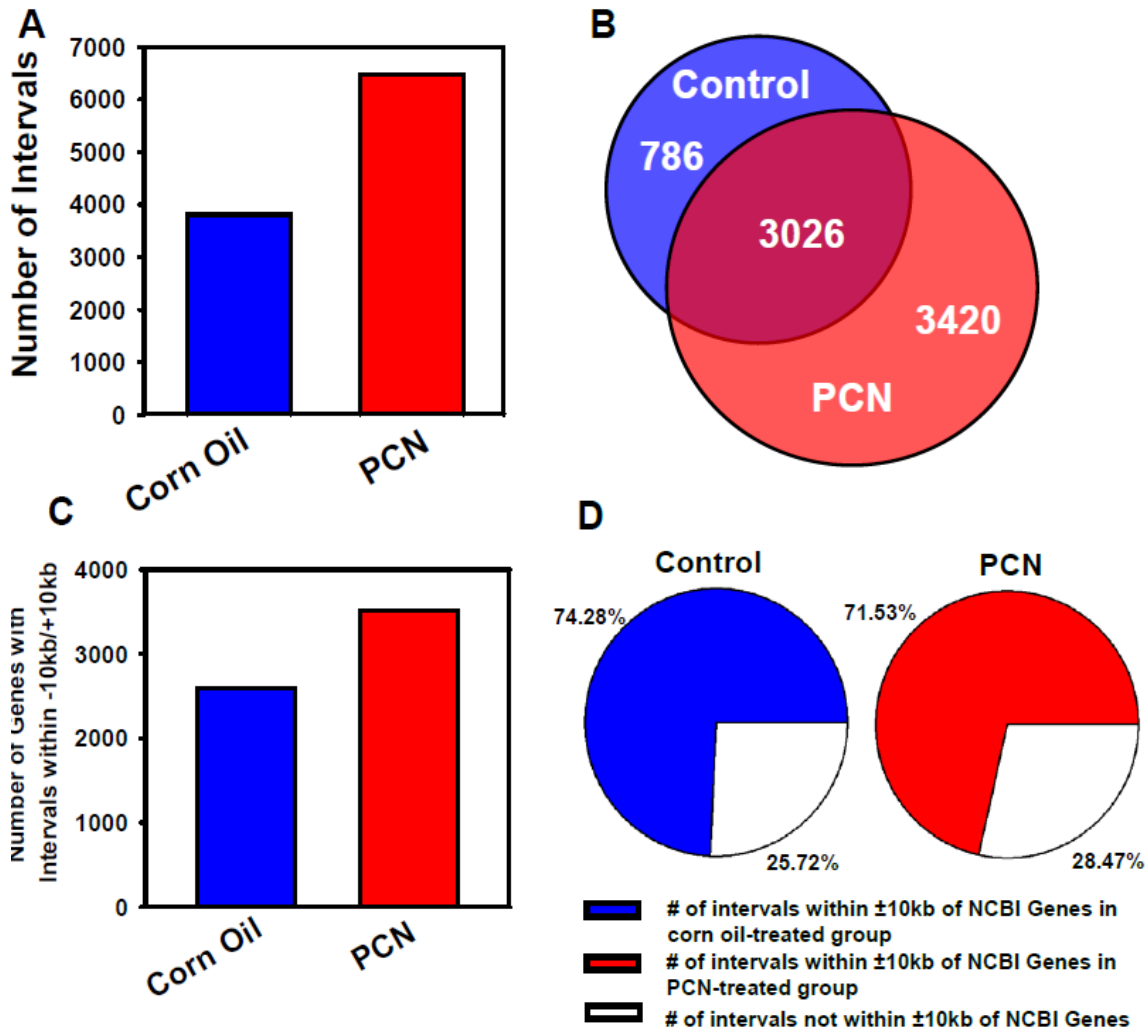 A
Number of Intervals
7000
6000
5000
4000
3000
2000
1000
0
Corn Oil
PCN
B
Control
786
3026
3420
PCN
C
Number of Genes with
Intervals within -10kb/+10kb
4000
3000
2000
1000
0
Corn Oil
PCN
D
Control
74.28%
25.72%
PCN
71.53%
28.47%
# of intervals within ±10kb of NCBI Genes in
corn oil-treated group
# of intervals within ±10kb of NCBI Genes in
PCN-treated group
# of intervals not within ±10kb of NCBI Genes